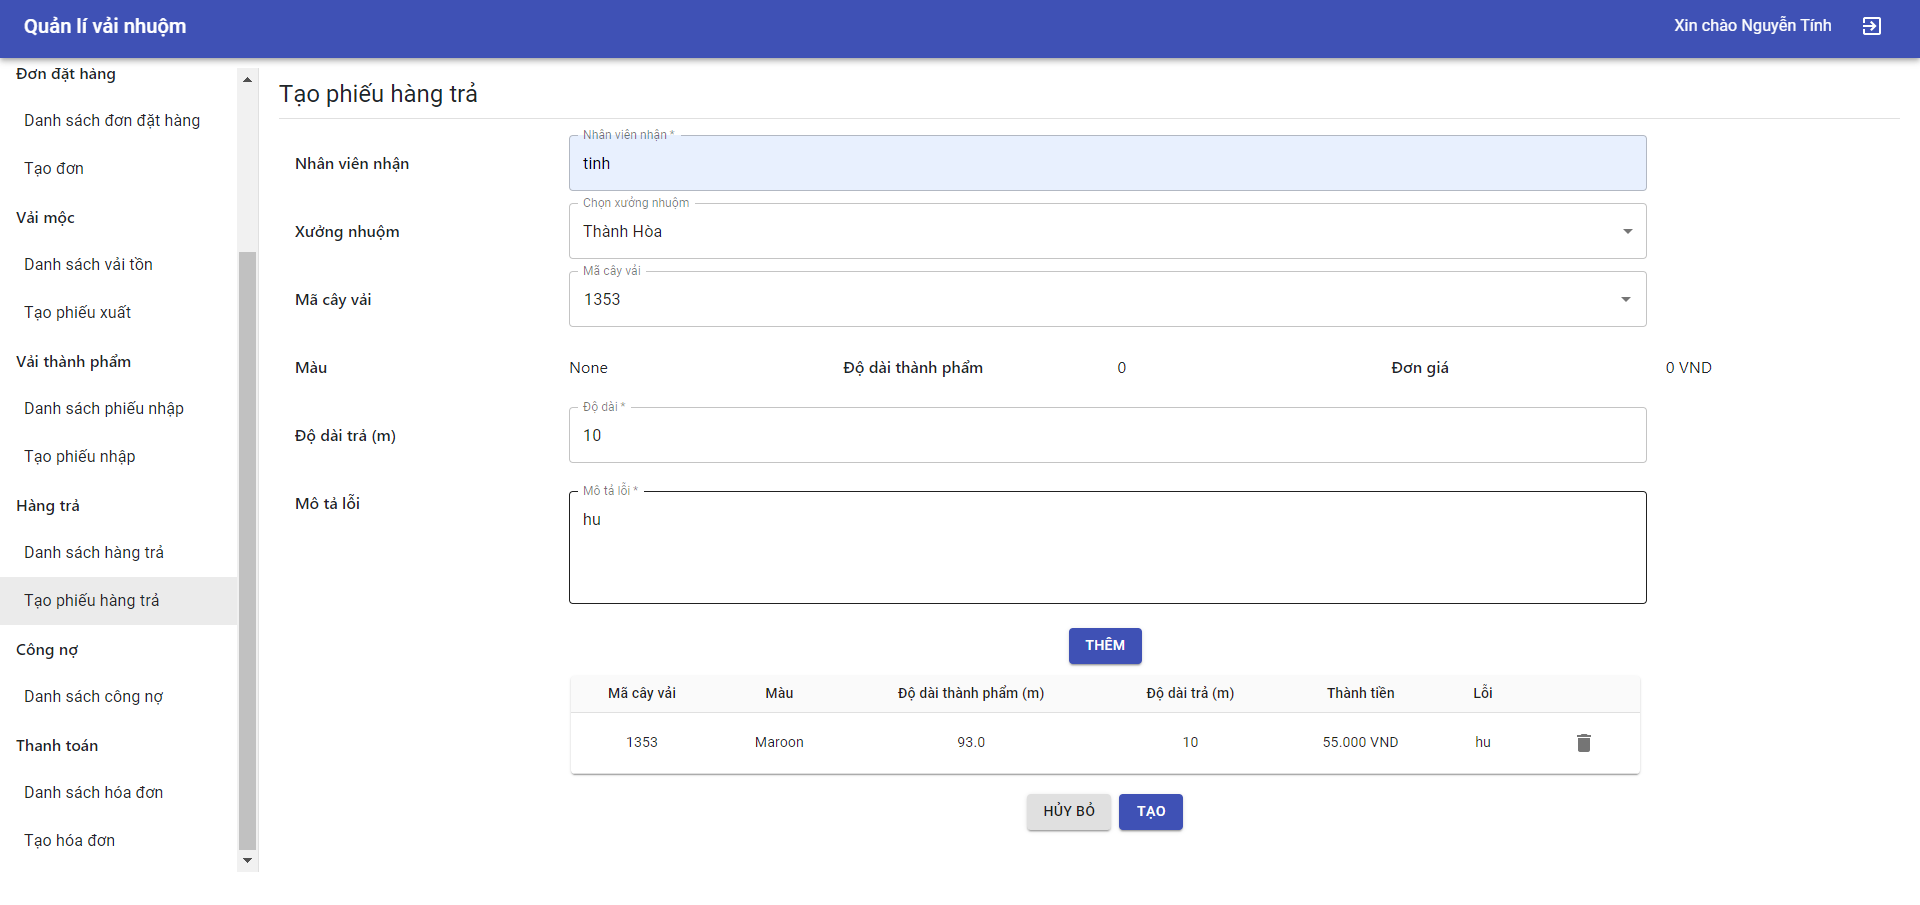 Quản lí vải nhuộm
Xin chào Nguyễn Tính
Đơn đặt hàng
Danh sách đơn đặt hàng
Tạo đơn
Vải mộc
Danh sách vải tồn
Tạo phiếu xuất
Vải thành phẩm
Danh sách phiếu nhập
Tạo phiếu nhập
Hàng trả
Danh sách hàng trả
Tạo phiếu hàng trả
Công nợ
Danh sách công nợ
Thanh toán
Danh sách hóa đơn
Tạo hóa đơn
Tạo phiếu hàng trả
Nhân viên nhận *
Nhân viên nhận tinh
Chọn xưởng nhuộm
Xưởng nhuộm Thành Hòa
Mã cây vải
Mã cây vải 1353
Màu None Độ dài thành phẩm 0 Đơn giá 0 VND
Độ dài *
Độ dài trả (m) 10
Mô tả lỗi *
Mô tả lỗi
hu
THÊM
Mã cây vải Màu Độ dài thành phẩm (m) Độ dài trả (m) Thành tiền Lỗi
1353 Maroon 93.0 10 55.000 VND hu
HỦY BỎ TẠO